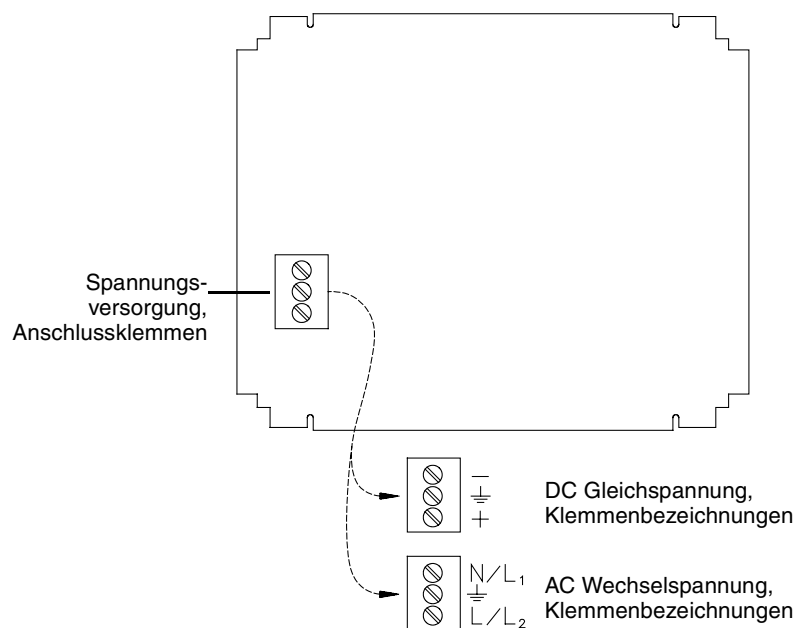 Spannungs-
versorgung,
Anschlussklemmen
−
+
DC Gleichspannung,
Klemmenbezeichnungen
N/L₁
L/L₂
AC Wechselspannung,
Klemmenbezeichnungen